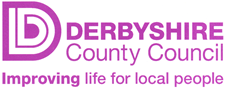 DERBYSHIRE
County Council
Improving life for local people